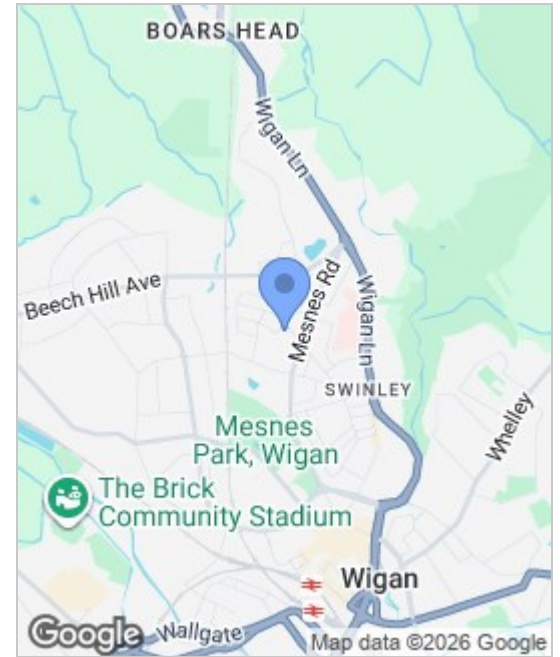 BOARS HEAD
Wigan Ln
Beech Hill Ave
Mesnes Rd
Wigan Ln
SWINLEY
Whelley
Mesnes
Park, Wigan
The Brick
Community Stadium
Wigan
Wallgate
Google
Map data ©2026 Google